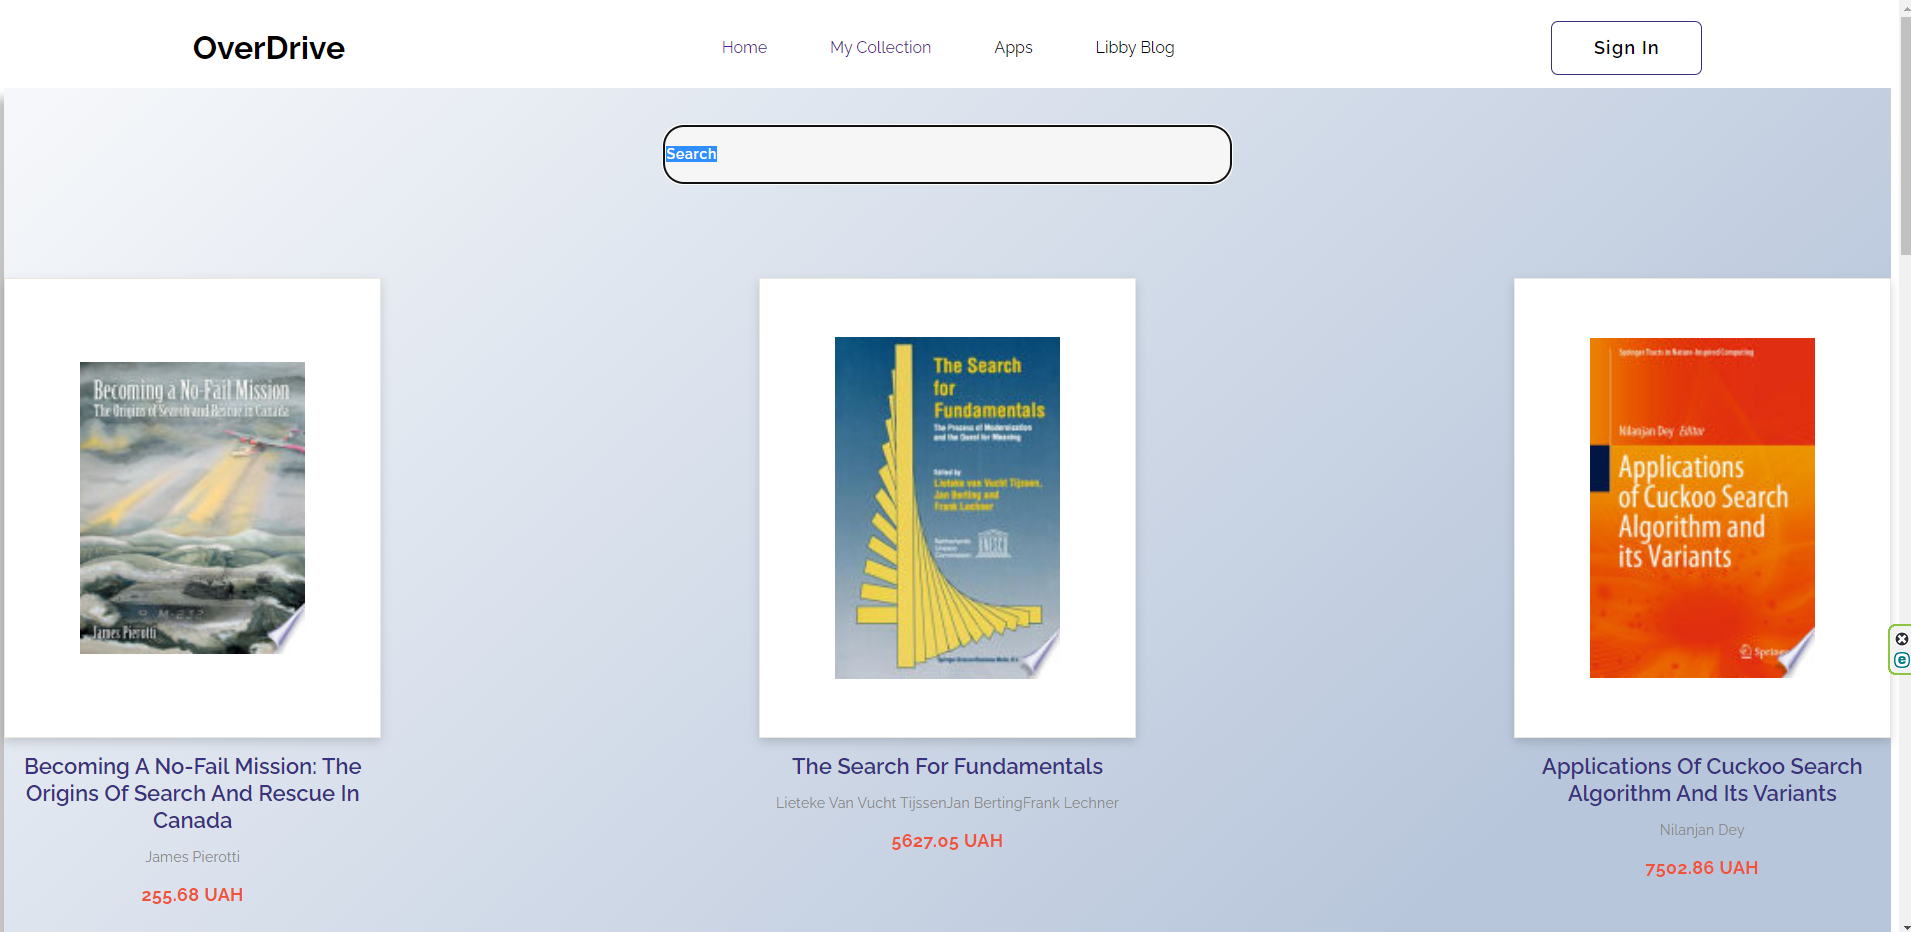 OverDrive
Home
My Collection
Apps
Libby Blog
Sign In
Search
Becoming a No-Fail Mission
The Origins of Search and Rescue in Canada
James Pierotti
The Search
for
Fundamentals
The Process of Modernization
and the Quest for Meaning
Edited by
Lieteke van Vucht Tijssen,
Jan Berting and
Frank Lechner
Netherlands
Unesco
Commission
UNESCO
Springer Tracts in Nature-Inspired Computing
Nilanjan Dey Editor
Applications
of Cuckoo Search
Algorithm and
its Variants
Springer
Becoming A No-Fail Mission: The
Origins Of Search And Rescue In
Canada
James Pierotti
255.68 UAH
The Search For Fundamentals
Lieteke Van Vucht TijssenJan BertingFrank Lechner
5627.05 UAH
Applications Of Cuckoo Search
Algorithm And Its Variants
Nilanjan Dey
7502.86 UAH